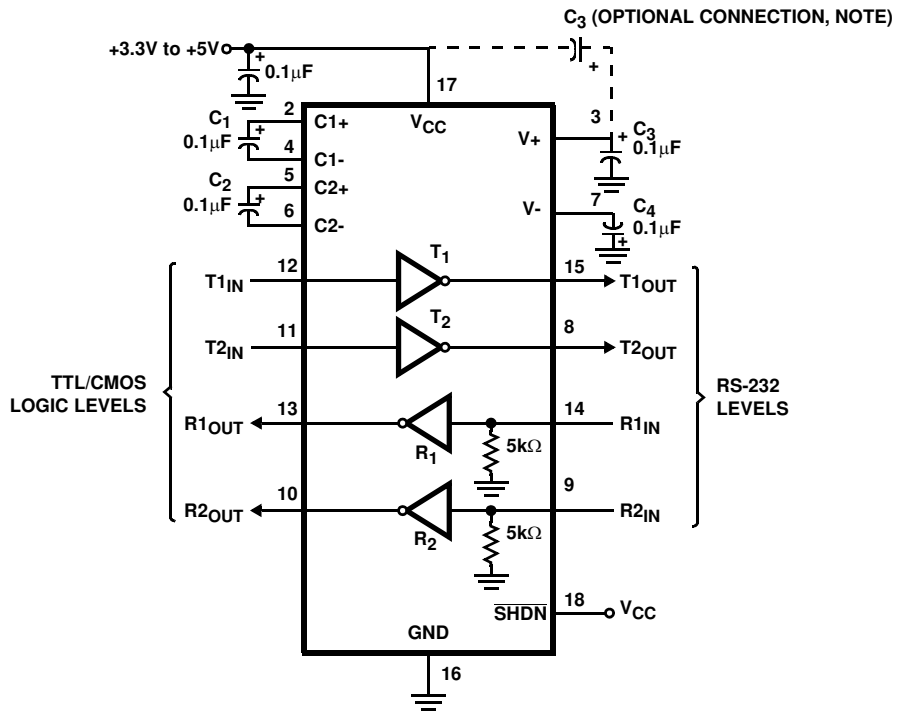 C3 (OPTIONAL CONNECTION, NOTE)
+3.3V to +5V
+
0.1μF
+
17
2
C1
0.1μF
+
4
C1+
C1-
VCC
V+
3
+
C3
0.1μF
5
C2
0.1μF
+
6
C2+
C2-
V-
7
C4
0.1μF
+
T1IN
12
T1
15
T1OUT
T2IN
11
T2
8
T2OUT
TTL/CMOS
LOGIC LEVELS
RS-232
LEVELS
R1OUT
13
R1
5kΩ
14
R1IN
R2OUT
10
R2
5kΩ
9
R2IN
SHDN
18
VCC
GND
16